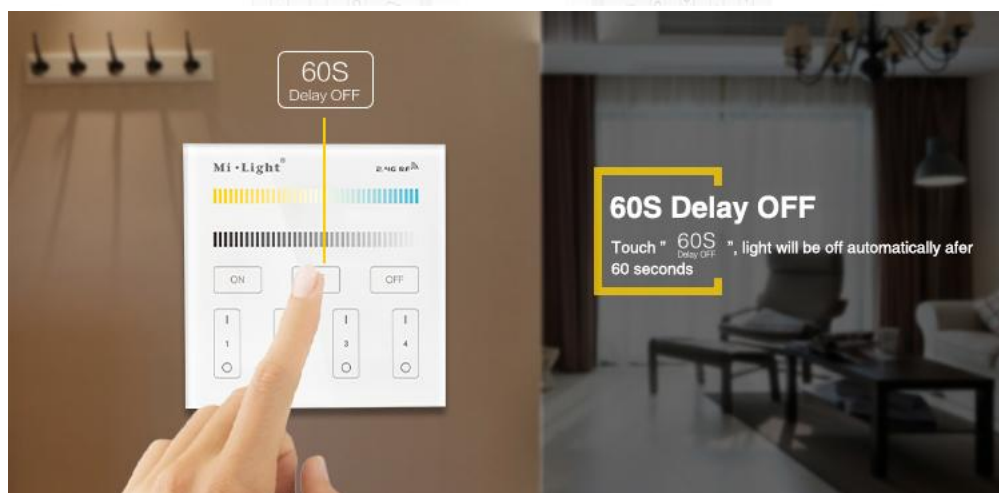 60S
Delay OFF
Mi·Light®
2.4G RF
ON
OFF
1
3
4
60S Delay OFF
Touch " 60S Delay OFF ", light will be off automatically afer
60 seconds